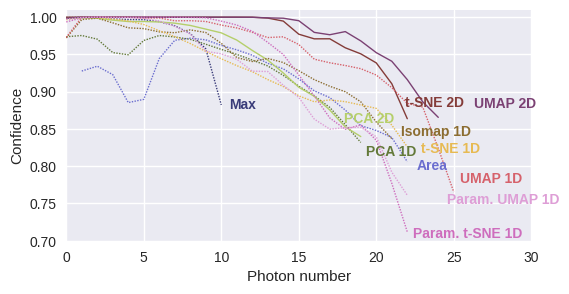 1.00
0.95
0.90
0.85
0.80
0.75
0.70
Confidence
Max
t-SNE 2D
UMAP 2D
PCA 2D
Isomap 1D
PCA 1D
t-SNE 1D
Area
UMAP 1D
Param. UMAP 1D
Param. t-SNE 1D
0 5 10 15 20 25 30
Photon number